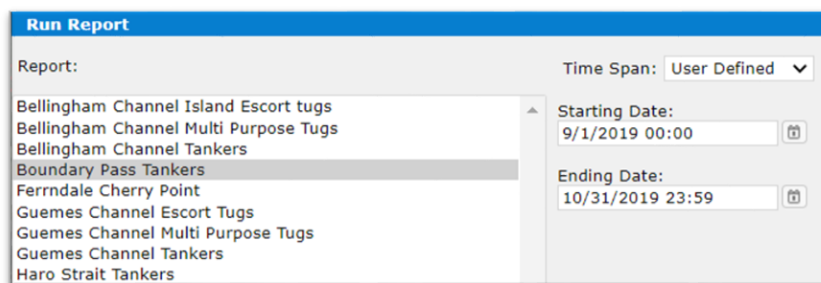 Run Report
Report:
Time Span: User Defined
Bellingham Channel Island Escort tugs
Bellingham Channel Multi Purpose Tugs
Bellingham Channel Tankers
Boundary Pass Tankers
Ferrndale Cherry Point
Guemes Channel Escort Tugs
Guemes Channel Multi Purpose Tugs
Guemes Channel Tankers
Haro Strait Tankers
Starting Date:
9/1/2019 00:00
Ending Date:
10/31/2019 23:59